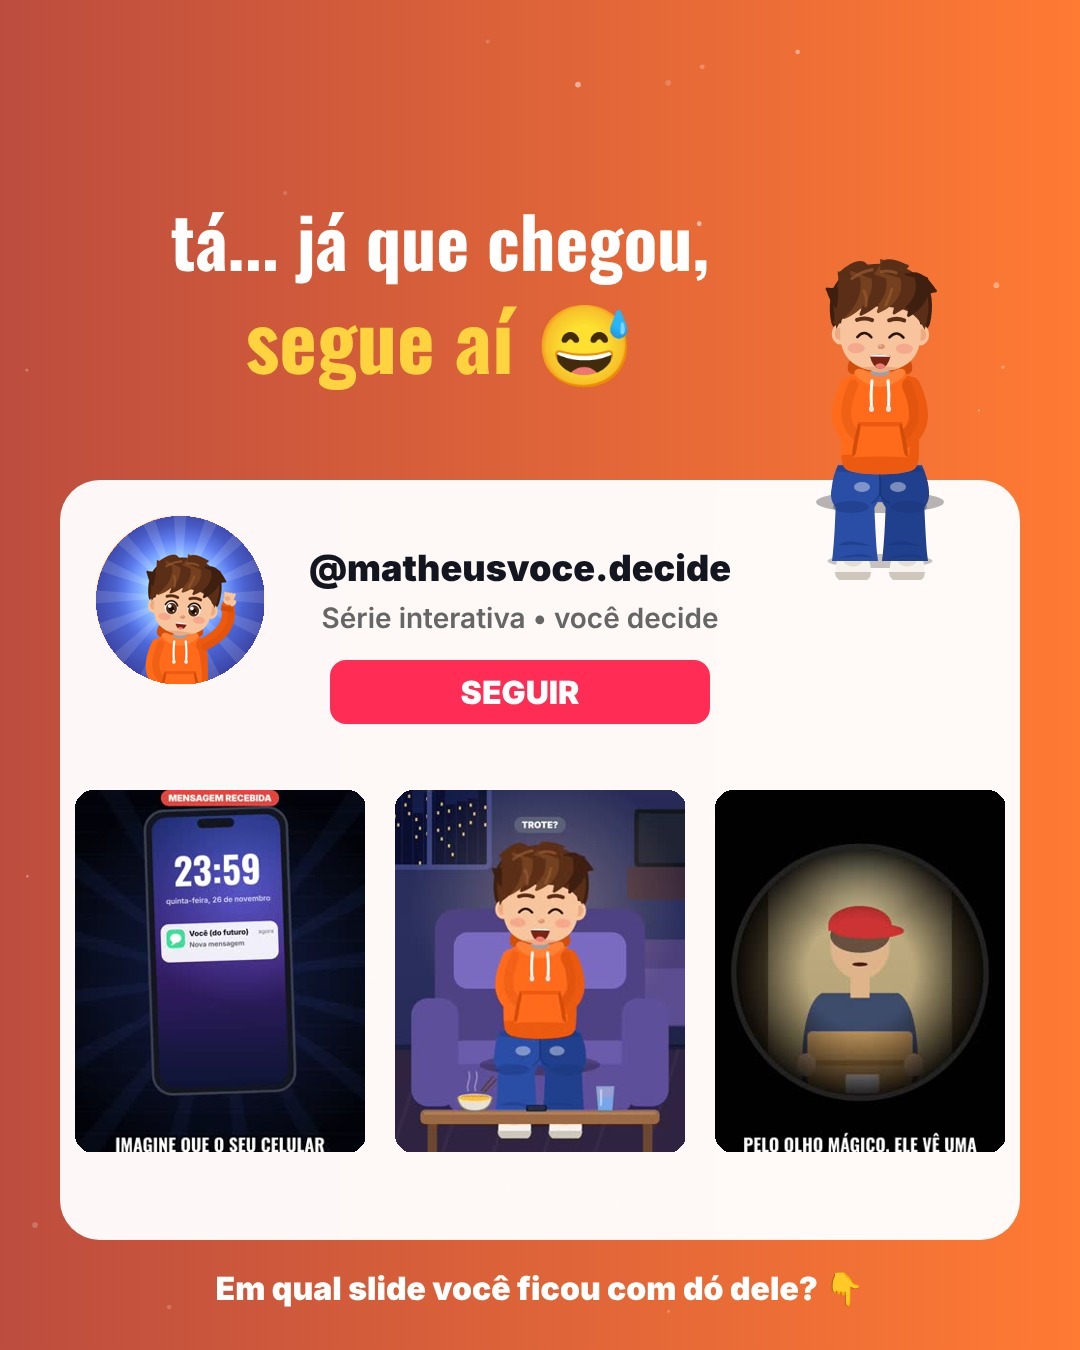 tá... já que chegou,
segue aí 😅
@matheusvoce.decide
Série interativa • você decide
SEGUIR
MENSAGEM RECEBIDA
23:59
quinta-feira, 26 de novembro
Você (do futuro) agora
Nova mensagem
IMAGINE QUE O SEU CELULAR
TROTE?
PELO OLHO MÁGICO, ELE VÊ UMA
Em qual slide você ficou com dó dele? 👇